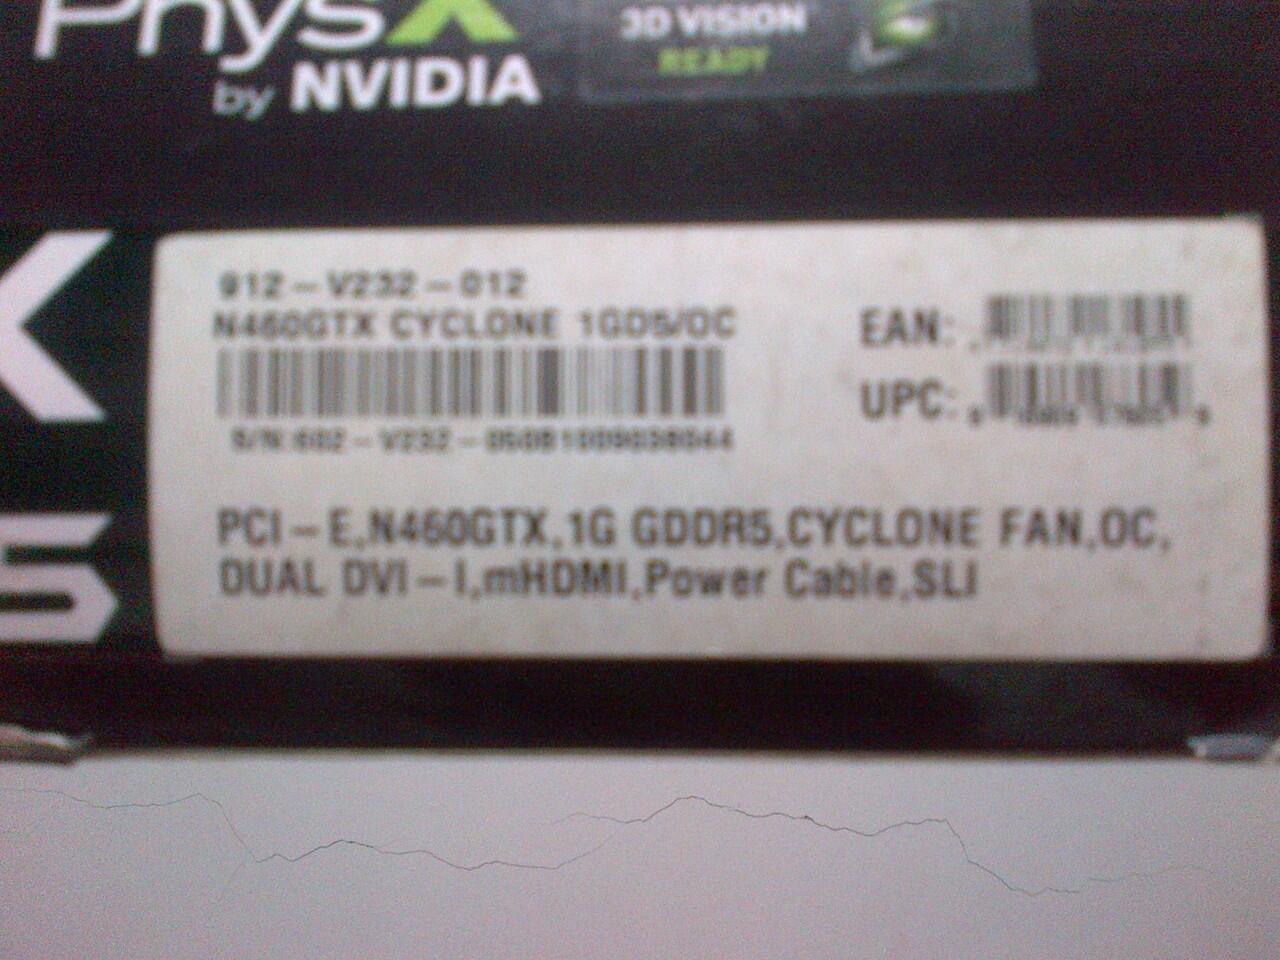 PhysX
by NVIDIA
3D VISION
READY
X
5
912-V232-012
N460GTX CYCLONE 1GD5/OC
EAN:
UPC:
PCI-E,N460GTX,1G GDDR5,CYCLONE FAN,OC,
DUAL DVI-I,mHDMI,Power Cable,SLI